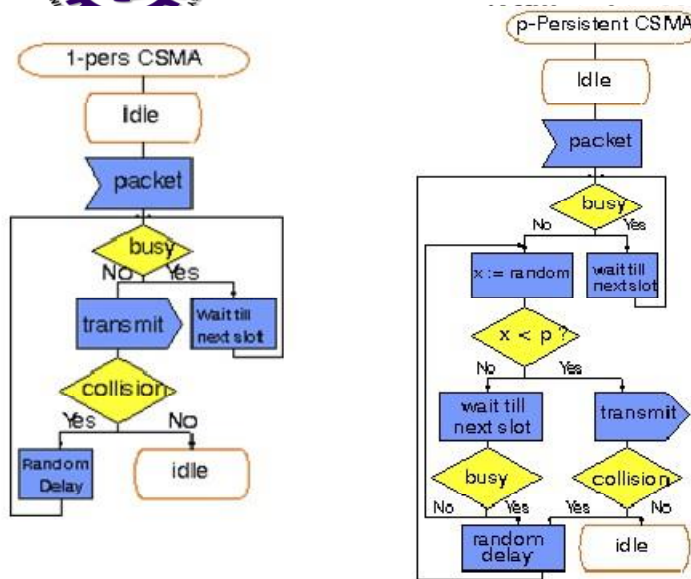 1-pers CSMA
Idle
packet
busy
No
Yes
transmit
Wait till
next slot
collision
Yes
No
Random
Delay
idle
p-Persistent CSMA
Idle
packet
busy
No
Yes
x := random
wait till
next slot
x < p ?
No
Yes
wait till
next slot
transmit
busy
collision
No
Yes
Yes
No
random
delay
idle